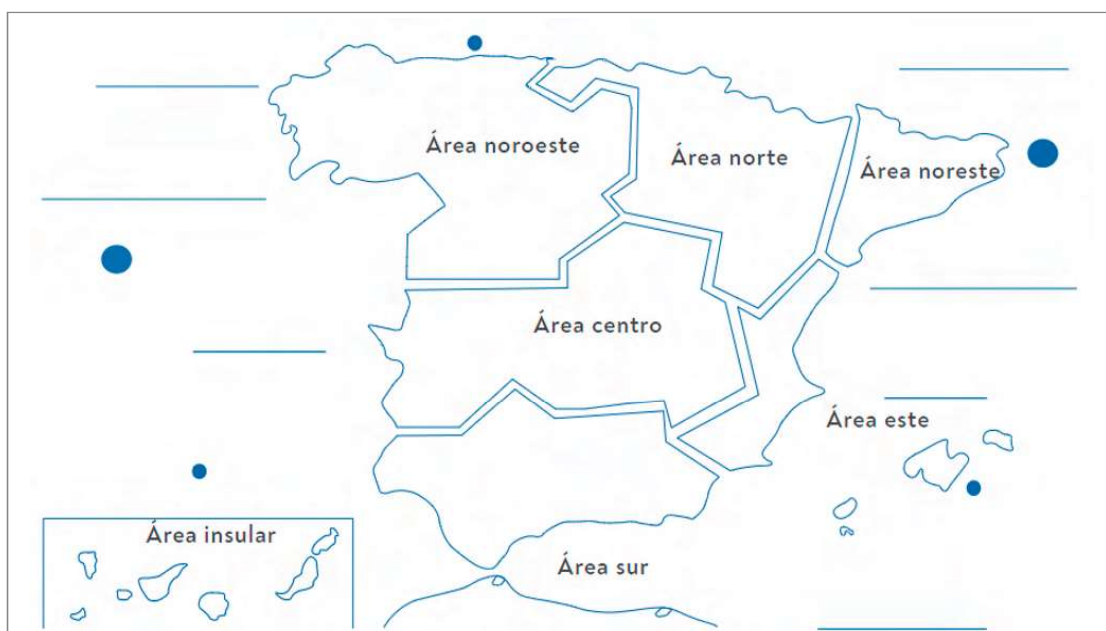 Área noroeste
Área norte
Área noreste
Área centro
Área este
Área insular
Área sur